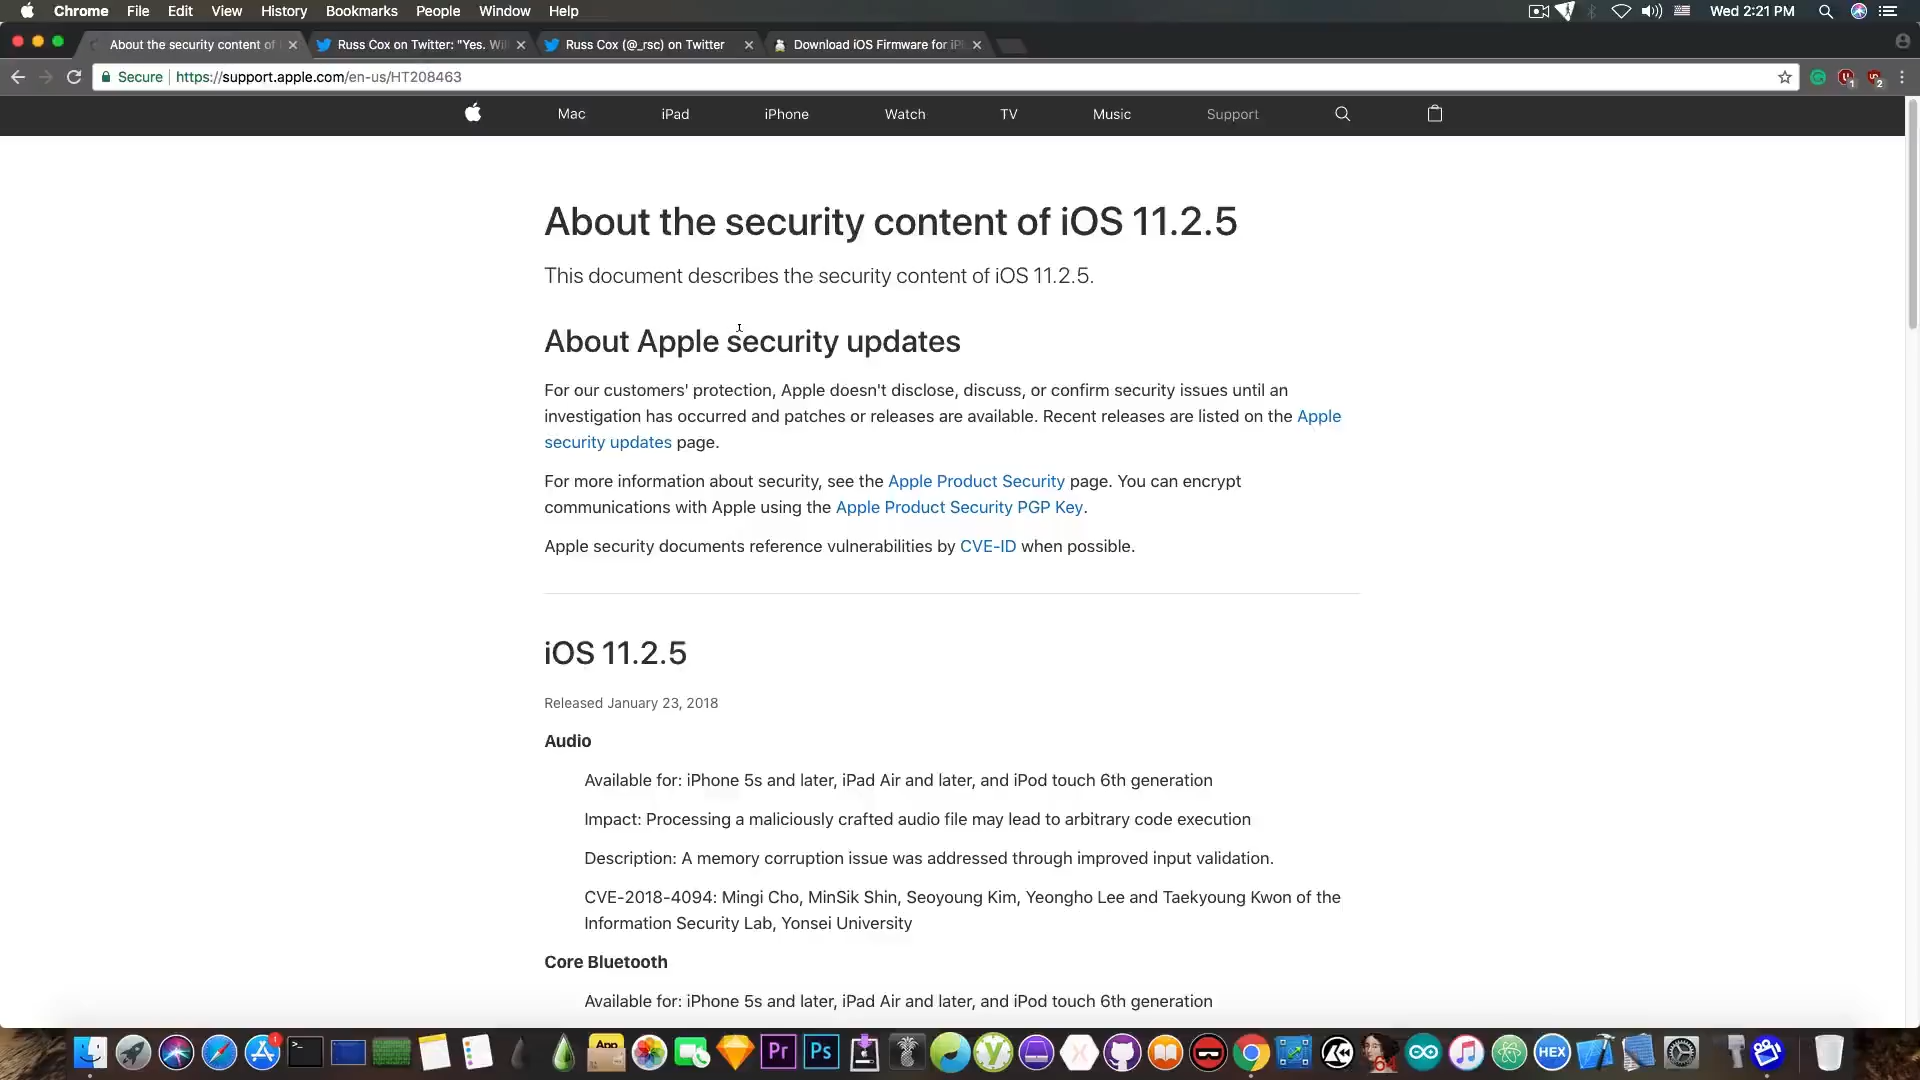 Chrome File Edit View History Bookmarks People Window Help Wed 2:21 PM
About the security content of Russ Cox on Twitter: "Yes. Will Russ Cox (@_rsc) on Twitter Download iOS Firmware for iP
Secure https://support.apple.com/en-us/HT208463
Mac iPad iPhone Watch TV Music Support
About the security content of iOS 11.2.5
This document describes the security content of iOS 11.2.5.
About Apple security updates
For our customers' protection, Apple doesn't disclose, discuss, or confirm security issues until an
investigation has occurred and patches or releases are available. Recent releases are listed on the Apple
security updates page.
For more information about security, see the Apple Product Security page. You can encrypt
communications with Apple using the Apple Product Security PGP Key.
Apple security documents reference vulnerabilities by CVE-ID when possible.
iOS 11.2.5
Released January 23, 2018
Audio
Available for: iPhone 5s and later, iPad Air and later, and iPod touch 6th generation
Impact: Processing a maliciously crafted audio file may lead to arbitrary code execution
Description: A memory corruption issue was addressed through improved input validation.
CVE-2018-4094: Mingi Cho, MinSik Shin, Seoyoung Kim, Yeongho Lee and Taekyoung Kwon of the
Information Security Lab, Yonsei University
Core Bluetooth
Available for: iPhone 5s and later, iPad Air and later, and iPod touch 6th generation
App Pr Ps 64 HEX